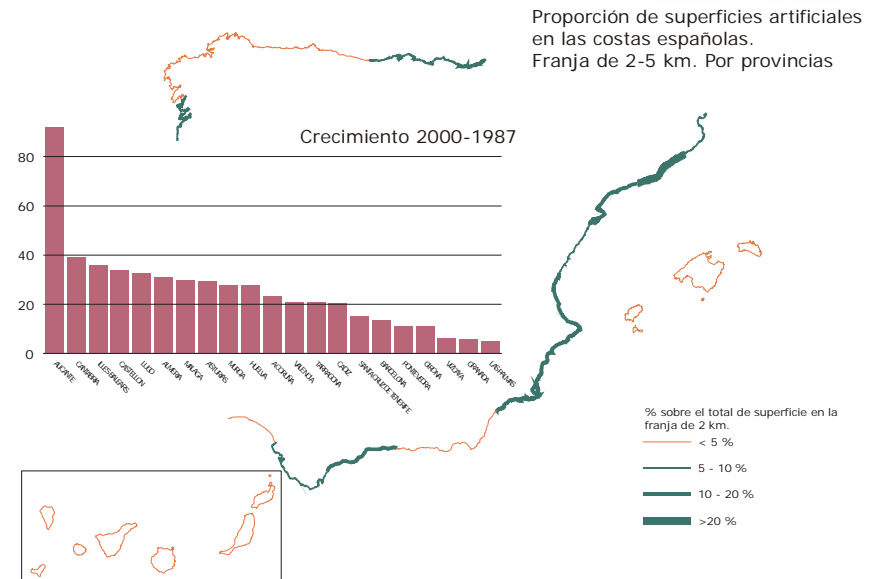 Proporción de superficies artificiales
en las costas españolas.
Franja de 2-5 km. Por provincias
Crecimiento 2000-1987
80
60
40
20
0
ALICANTE
CANTABRIA
ILLES BALEARS
CASTELLON
LUGO
ALMERIA
MALAGA
ASTURIAS
MURCIA
HUELVA
A CORUÑA
VALENCIA
TARRAGONA
CADIZ
SANTA CRUZ DE TENERIFE
BARCELONA
PONTEVEDRA
GIRONA
VIZCAYA
GRANADA
LAS PALMAS
% sobre el total de superficie en la
franja de 2 km.
< 5 %
5 - 10 %
10 - 20 %
>20 %